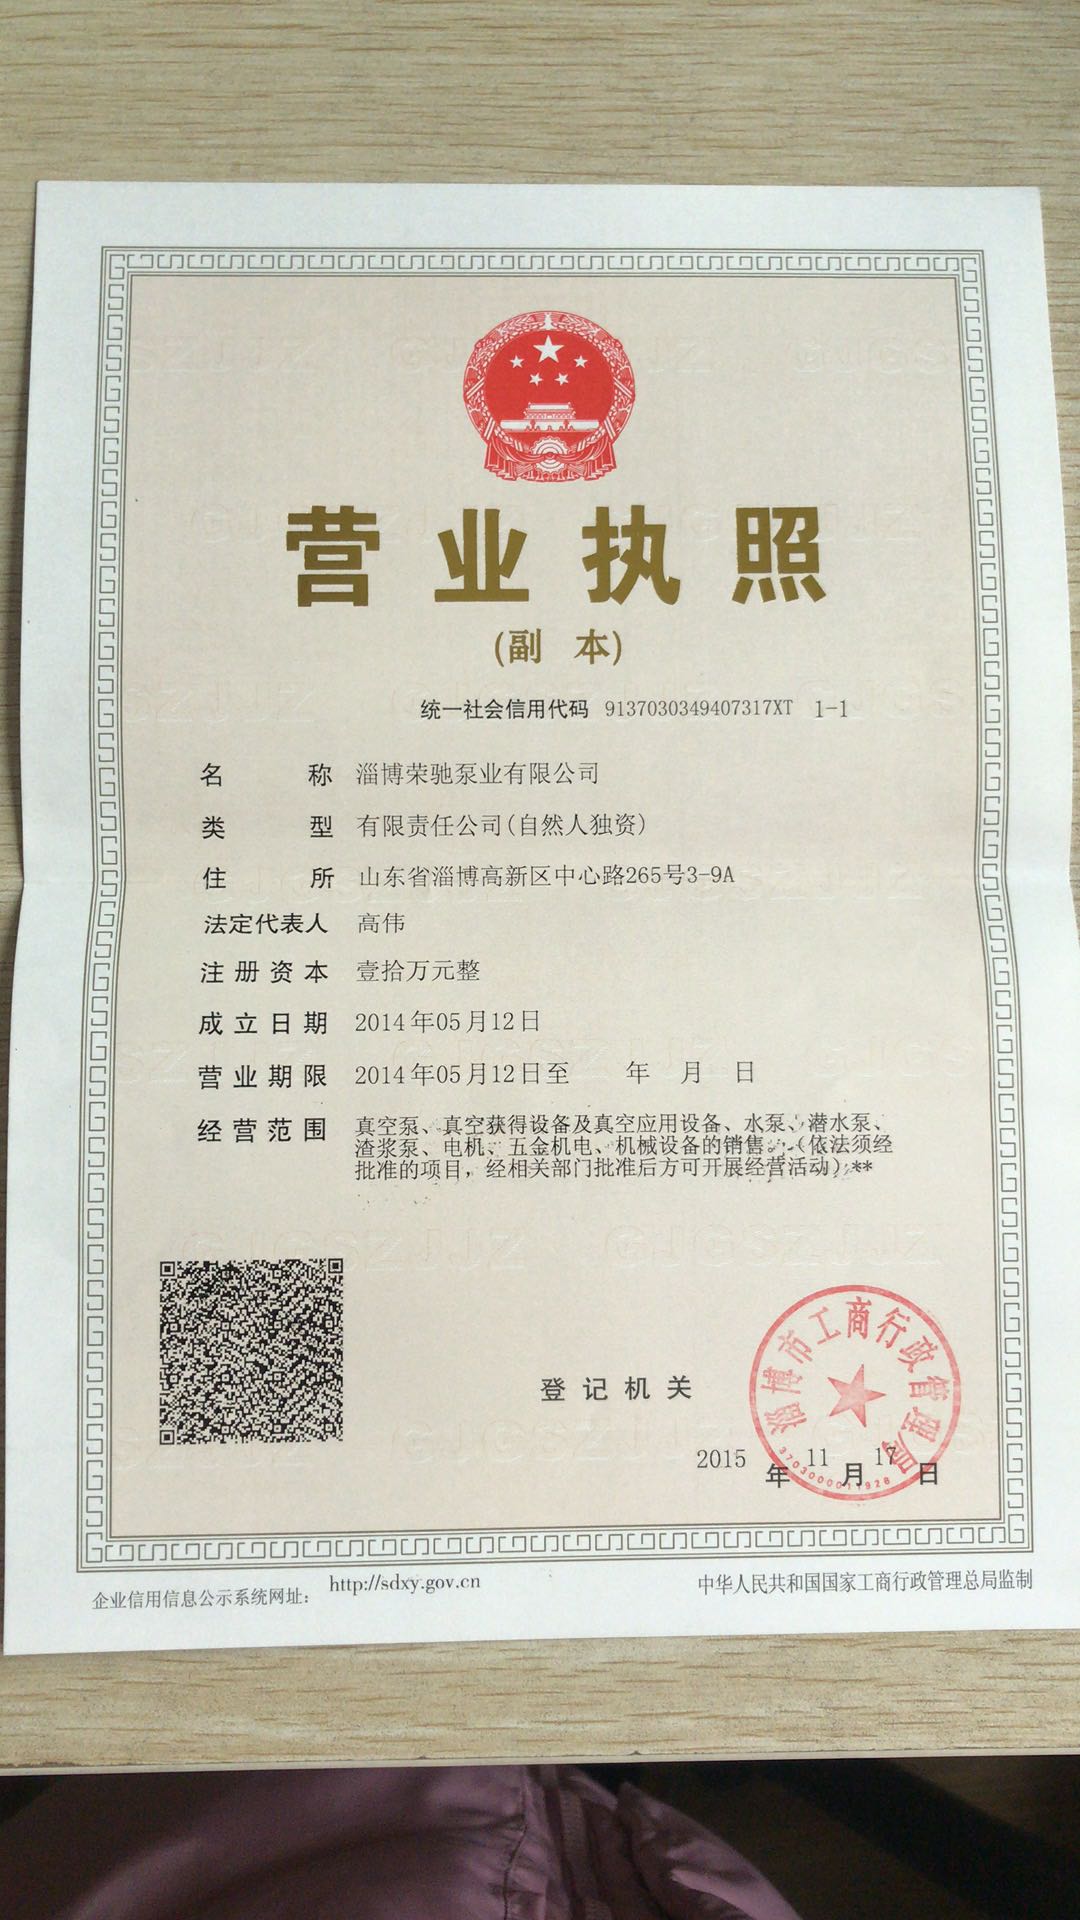 营业执照
(副 本)
统一社会信用代码 91370303494073​17XT 1-1
名 称 淄博荣驰泵业有限公司
类 型 有限责任公司(自然人独资)
住 所 山东省淄博高新区中心路265号3-9A
法定代表人 高伟
注册资本 壹拾万元整
成立日期 2014年05月12日
营业期限 2014年05月12日至 年 月 日
经营范围 真空泵、真空获得设备及真空应用设备、水泵、潜水泵、
渣浆泵、电机、五金机电、机械设备的销售。(依法须经
批准的项目，经相关部门批准后方可开展经营活动)**
淄博市工商行政管理局
登记机关
2015 年 11 月 17 日
3703000011928
企业信用信息公示系统网址： http://sdxy.gov.cn
中华人民共和国国家工商行政管理总局监制